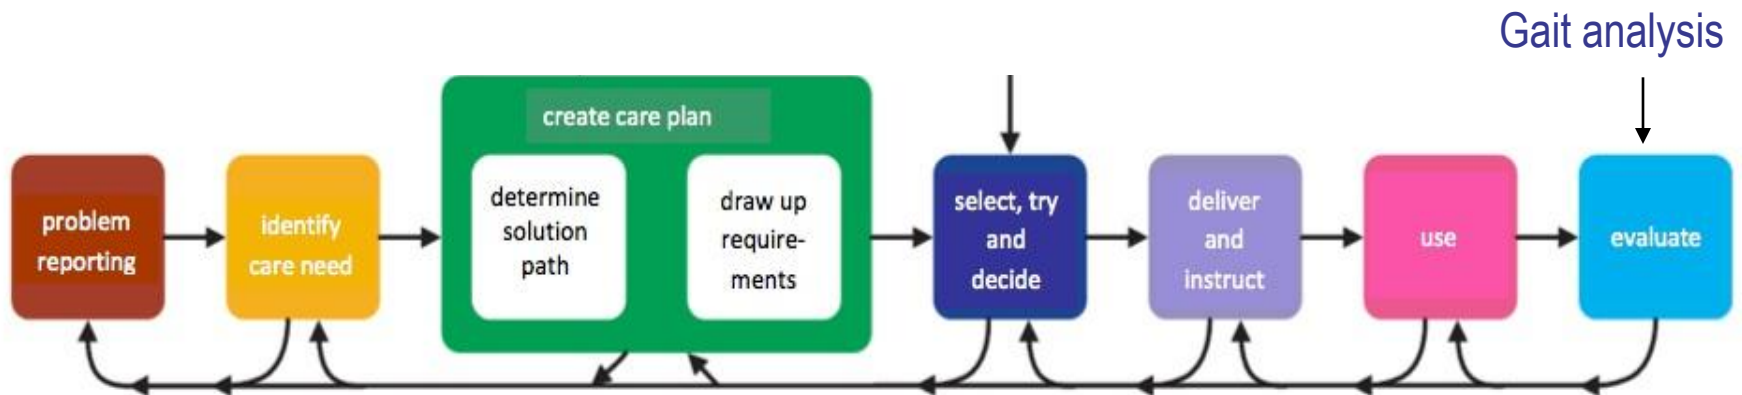 Gait analysis
create care plan
problem
reporting
identify
care need
determine
solution
path
draw up
require-
ments
select, try
and
decide
deliver
and
instruct
use
evaluate